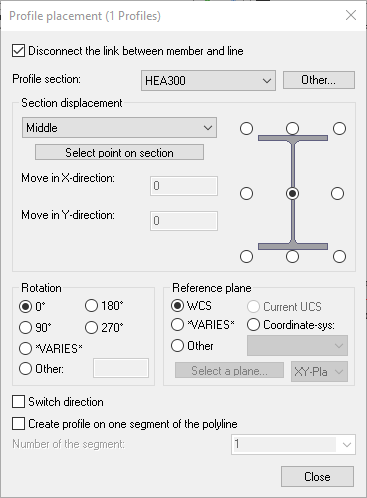 Profile placement (1 Profiles)
Disconnect the link between member and line
Profile section: HEA300 Other...
Section displacement
Middle
Select point on section
Move in X-direction: 0
Move in Y-direction: 0
Rotation
0° 180°
90° 270°
*VARIES*
Other:
Reference plane
WCS Current UCS
*VARIES* Coordinate-sys:
Other
Select a plane... XY-Pla
Switch direction
Create profile on one segment of the polyline
Number of the segment: 1
Close